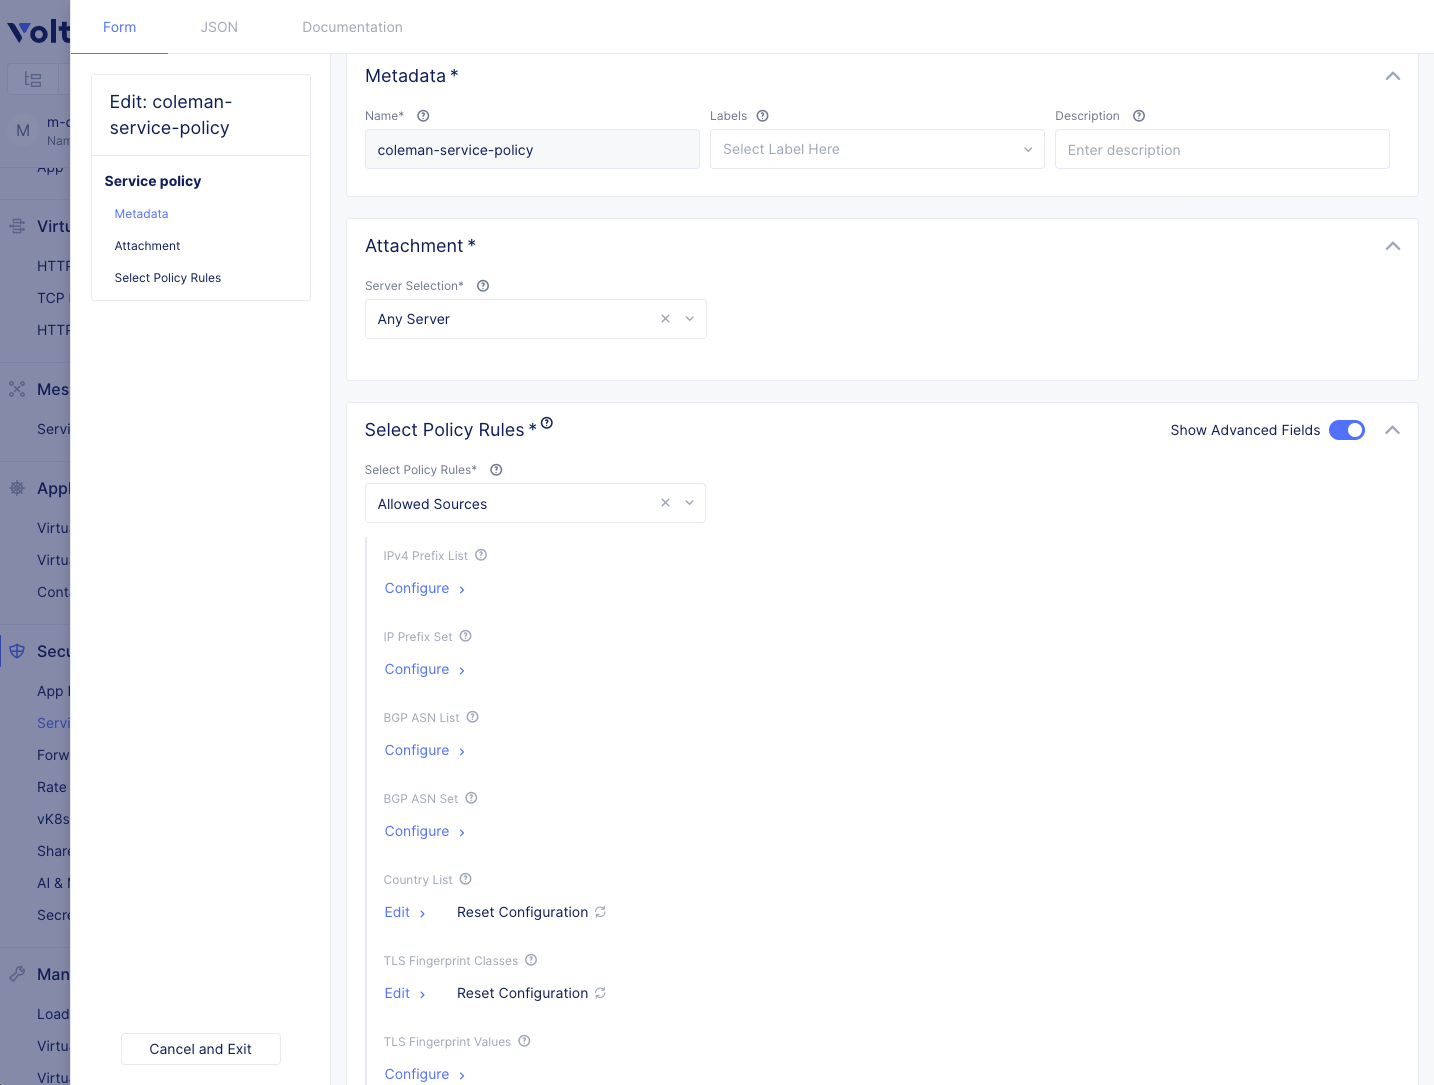 Volt
Form
JSON
Documentation
M
m-c
Nam
App
Virtu
HTTP
TCP
HTTP
Mes
Servi
Appl
Virtu
Virtu
Conta
Secu
App
Servi
Forw
Rate
vK8s
Share
AI &
Secre
Man
Load
Virtu
Virtu
Edit: coleman-
service-policy
Service policy
Metadata
Attachment
Select Policy Rules
Cancel and Exit
Metadata *
Name*
Labels
Description
coleman-service-policy
Select Label Here
Enter description
Attachment *
Server Selection*
Any Server
Select Policy Rules *
Show Advanced Fields
Select Policy Rules*
Allowed Sources
IPv4 Prefix List
Configure
IP Prefix Set
Configure
BGP ASN List
Configure
BGP ASN Set
Configure
Country List
Edit
Reset Configuration
TLS Fingerprint Classes
Edit
Reset Configuration
TLS Fingerprint Values
Configure